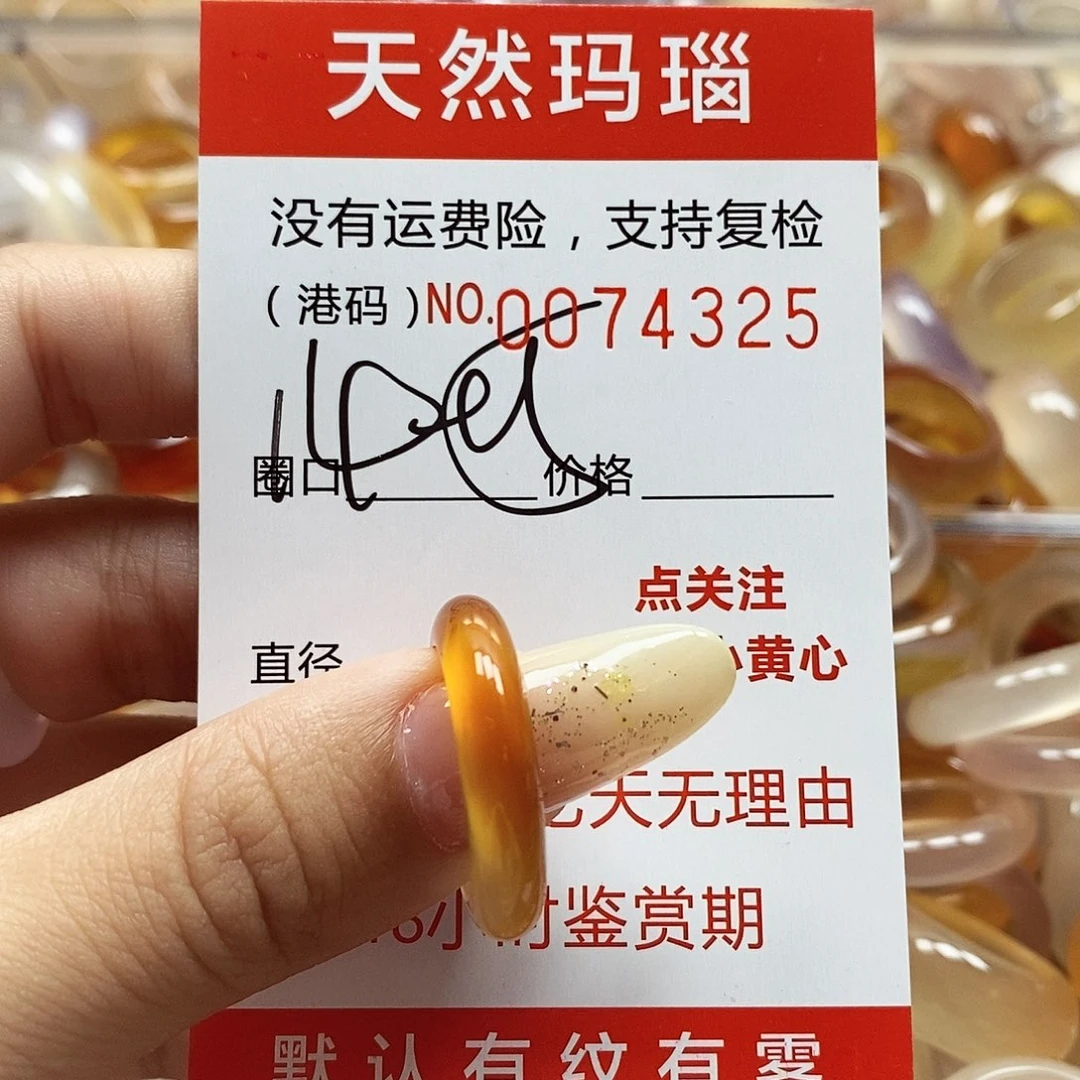 天然玛瑙
没有运费险，支持复检
（港码）NO.0074325
圈口 价格
点关注
直径 小黄心
七天无理由
小时鉴赏期
默认有纹有雾